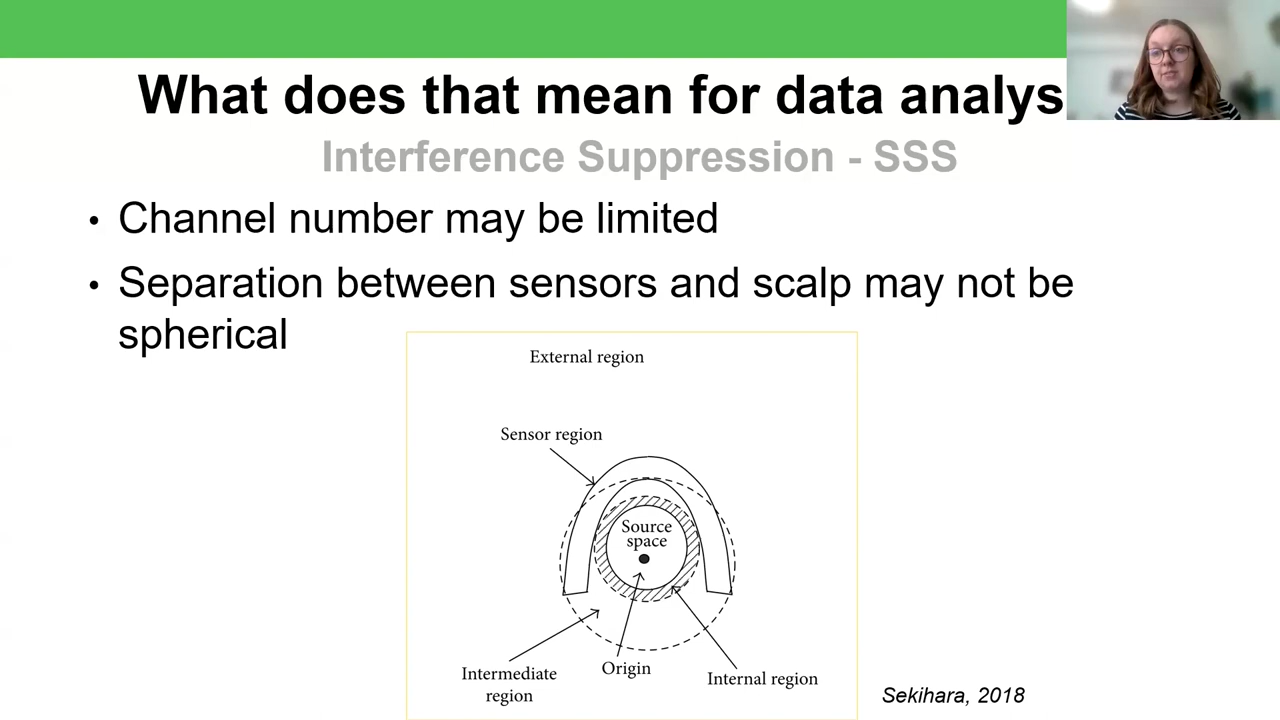 What does that mean for data analys
Interference Suppression - SSS
• Channel number may be limited
• Separation between sensors and scalp may not be
spherical
External region
Sensor region
Source
space
Intermediate
region
Origin
Internal region
Sekihara, 2018